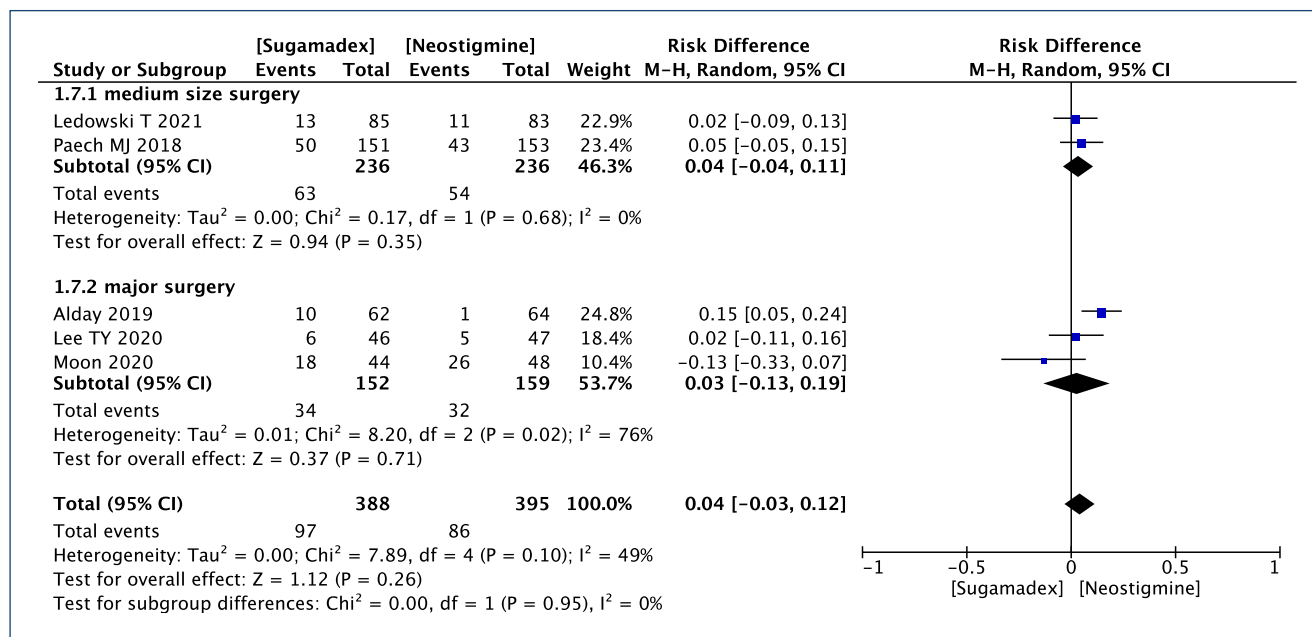 [Sugamadex] [Neostigmine] Risk Difference Risk Difference
Study or Subgroup Events Total Events Total Weight M-H, Random, 95% CI M-H, Random, 95% CI
1.7.1 medium size surgery
Ledowski T 2021 13 85 11 83 22.9% 0.02 [-0.09, 0.13]
Paech MJ 2018 50 151 43 153 23.4% 0.05 [-0.05, 0.15]
Subtotal (95% CI) 236 236 46.3% 0.04 [-0.04, 0.11]
Total events 63 54
Heterogeneity: Tau² = 0.00; Chi² = 0.17, df = 1 (P = 0.68); I² = 0%
Test for overall effect: Z = 0.94 (P = 0.35)
1.7.2 major surgery
Alday 2019 10 62 1 64 24.8% 0.15 [0.05, 0.24]
Lee TY 2020 6 46 5 47 18.4% 0.02 [-0.11, 0.16]
Moon 2020 18 44 26 48 10.4% -0.13 [-0.33, 0.07]
Subtotal (95% CI) 152 159 53.7% 0.03 [-0.13, 0.19]
Total events 34 32
Heterogeneity: Tau² = 0.01; Chi² = 8.20, df = 2 (P = 0.02); I² = 76%
Test for overall effect: Z = 0.37 (P = 0.71)
Total (95% CI) 388 395 100.0% 0.04 [-0.03, 0.12]
Total events 97 86
Heterogeneity: Tau² = 0.00; Chi² = 7.89, df = 4 (P = 0.10); I² = 49%
Test for overall effect: Z = 1.12 (P = 0.26)
Test for subgroup differences: Chi² = 0.00, df = 1 (P = 0.95), I² = 0%
-1 -0.5 0 0.5 1
[Sugamadex] [Neostigmine]